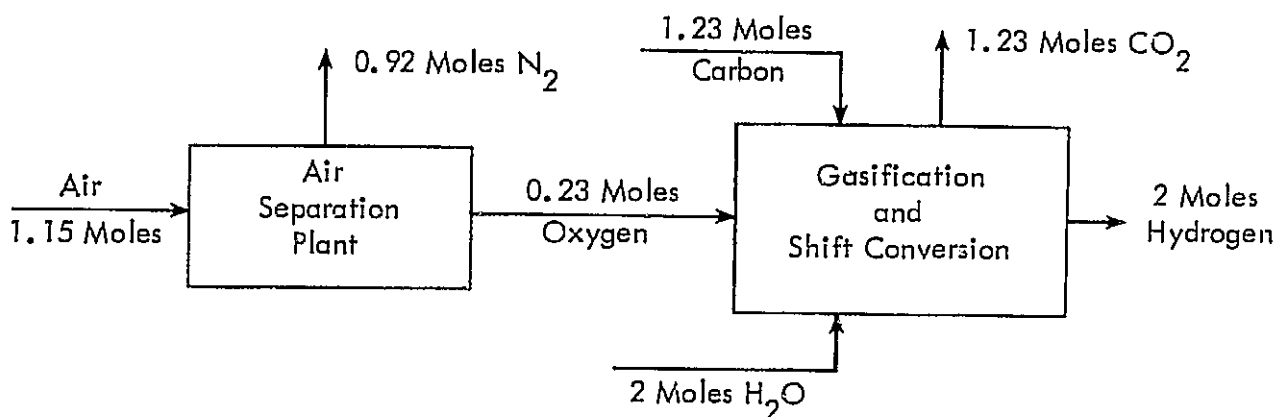 0.92 Moles N₂
1.23 Moles
Carbon
1.23 Moles CO₂
Air
1.15 Moles
Air
Separation
Plant
0.23 Moles
Oxygen
Gasification
and
Shift Conversion
2 Moles
Hydrogen
2 Moles H₂O